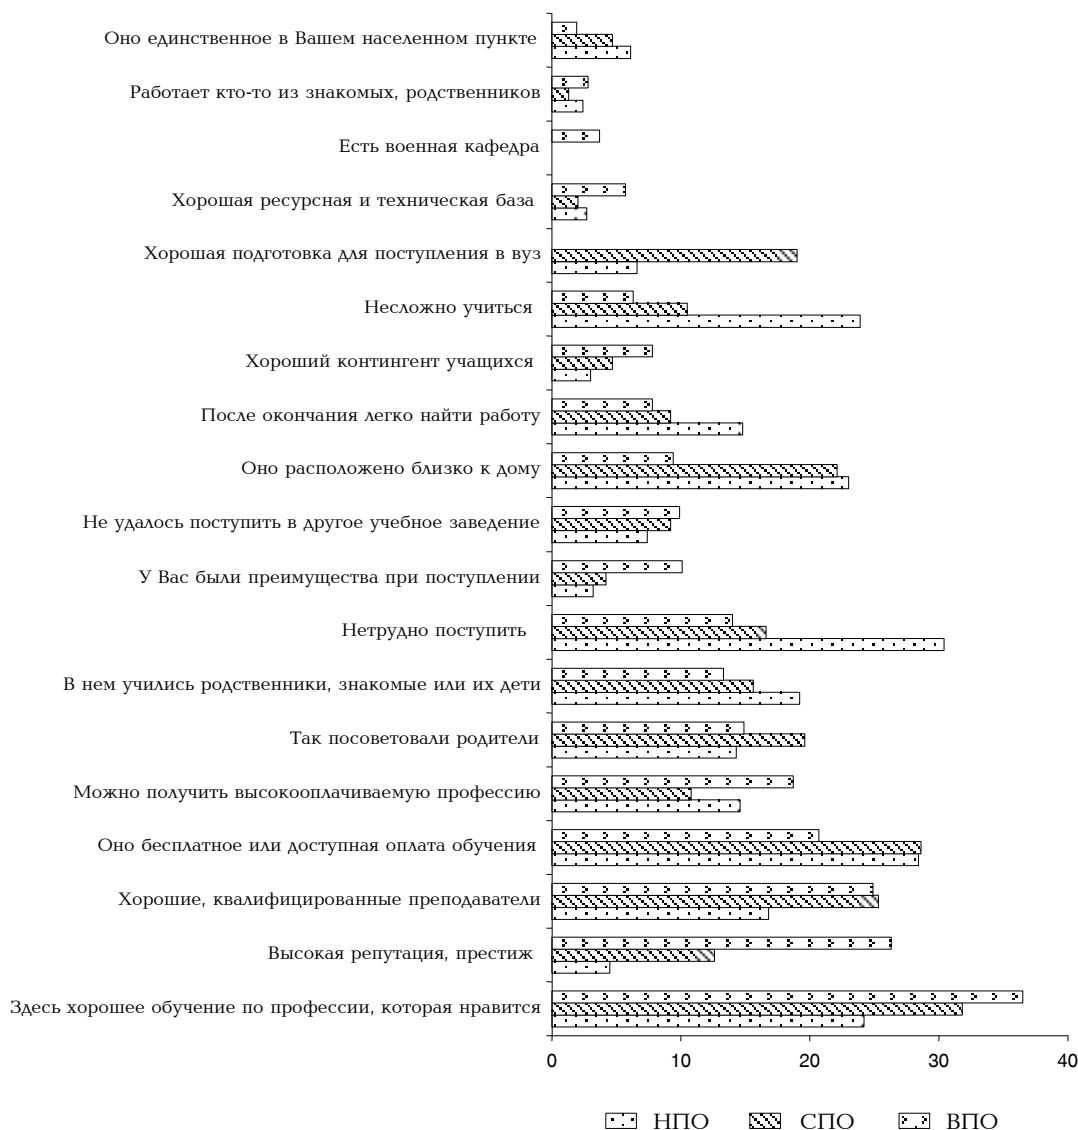 Оно единственное в Вашем населенном пункте
Работает кто-то из знакомых, родственников
Есть военная кафедра
Хорошая ресурсная и техническая база
Хорошая подготовка для поступления в вуз
Несложно учиться
Хороший контингент учащихся
После окончания легко найти работу
Оно расположено близко к дому
Не удалось поступить в другое учебное заведение
У Вас были преимущества при поступлении
Нетрудно поступить
В нем учились родственники, знакомые или их дети
Так посоветовали родители
Можно получить высокооплачиваемую профессию
Оно бесплатное или доступная оплата обучения
Хорошие, квалифицированные преподаватели
Высокая репутация, престиж
Здесь хорошее обучение по профессии, которая нравится
0 10 20 30 40
НПО СПО ВПО